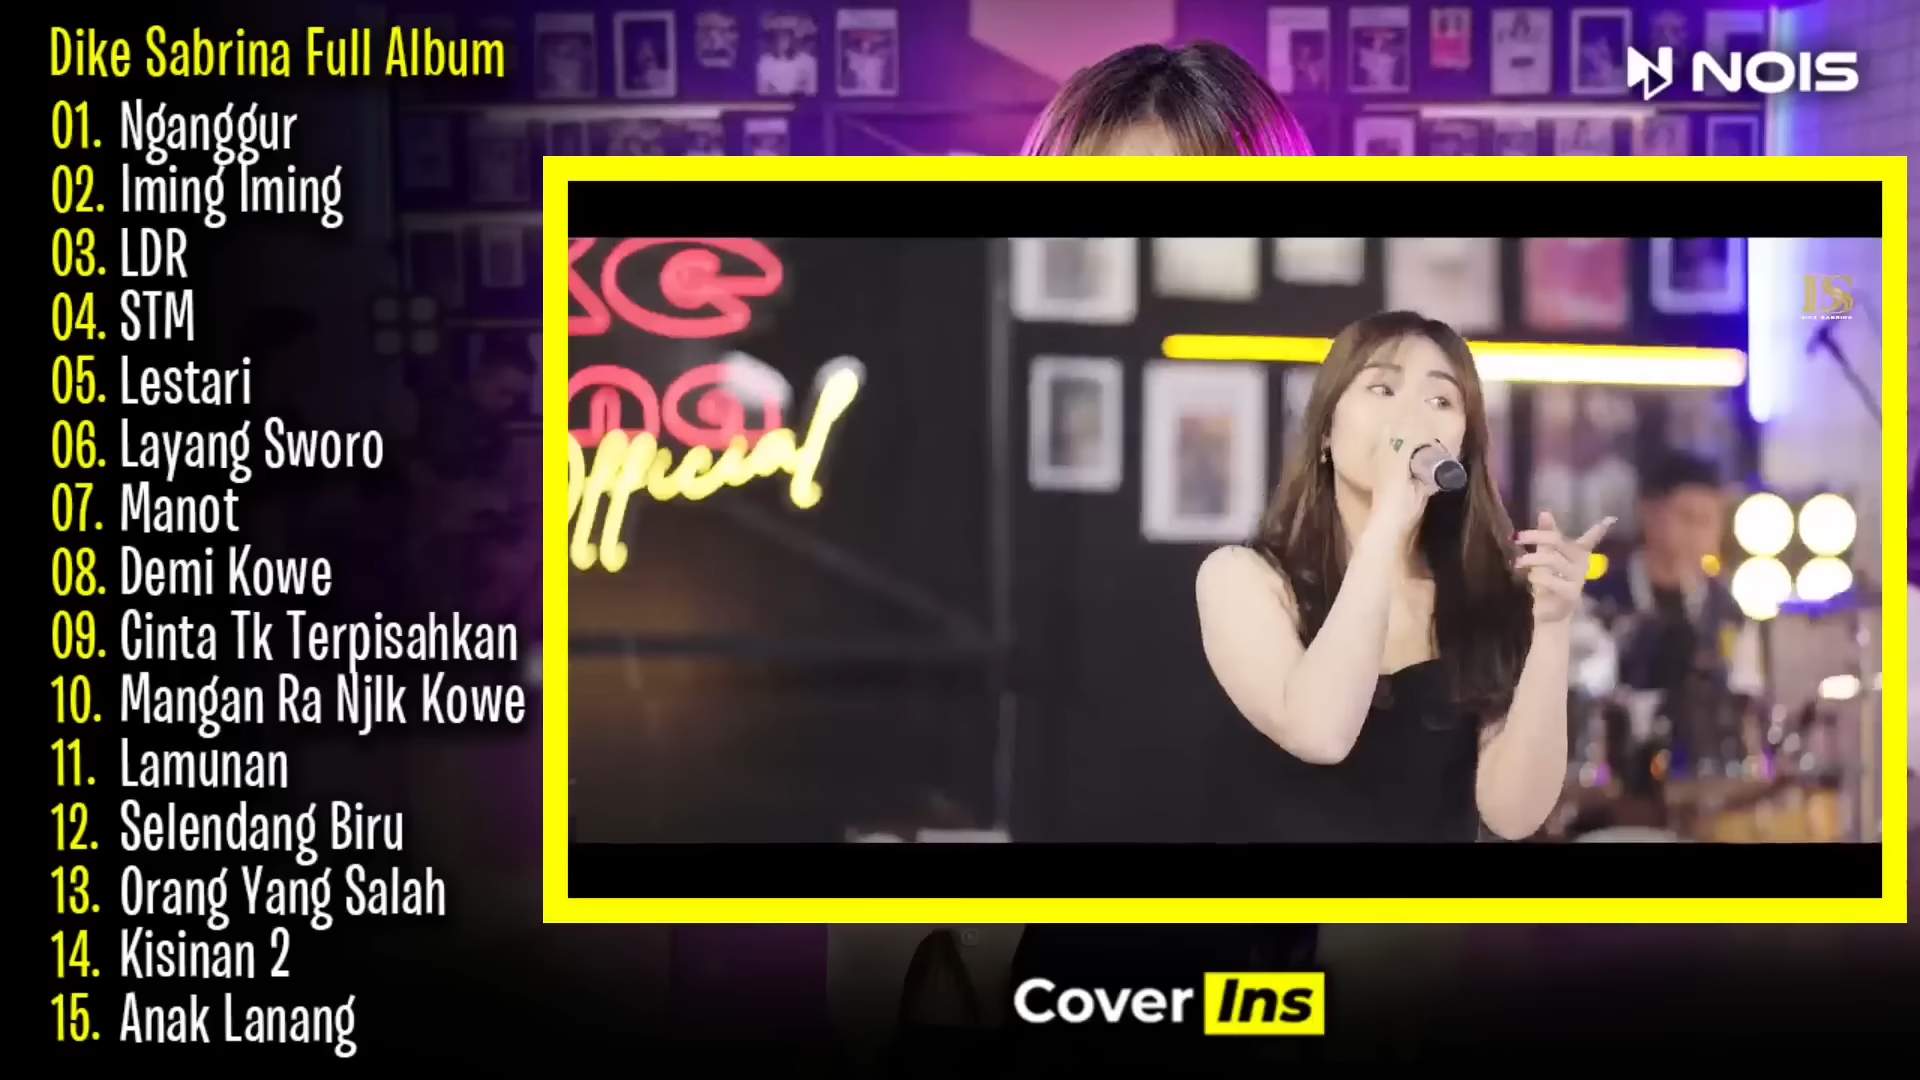 Dike Sabrina Full Album
01. Nganggur
02. Iming Iming
03. LDR
04. STM
05. Lestari
06. Layang Sworo
07. Manot
08. Demi Kowe
09. Cinta Tk Terpisahkan
10. Mangan Ra Njlk Kowe
11. Lamunan
12. Selendang Biru
13. Orang Yang Salah
14. Kisinan 2
15. Anak Lanang
NOIS
Official
DS
Cover Ins